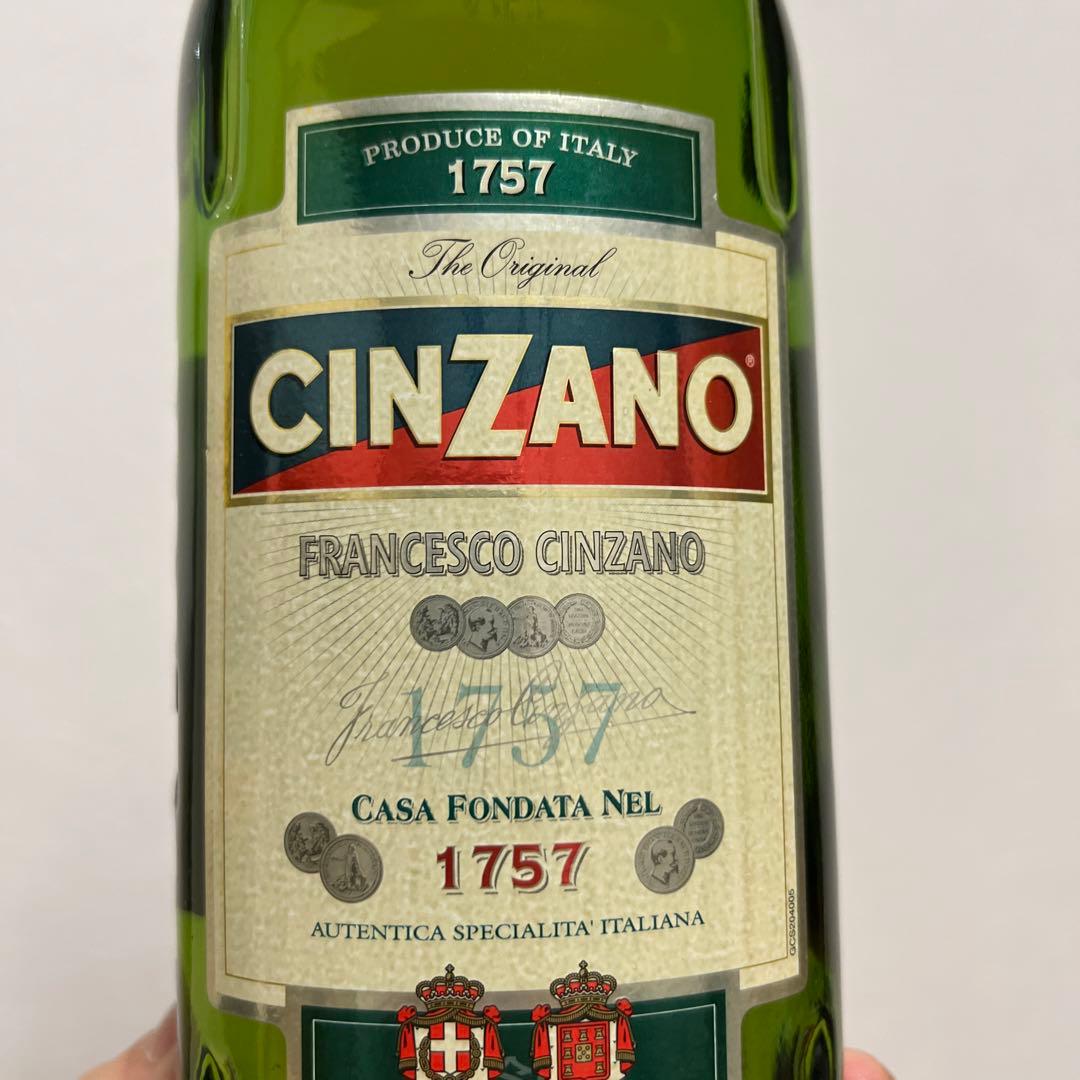 PRODUCE OF ITALY
1757
The Original
CINZANO®
FRANCESCO CINZANO
1757
Francesco Cinzano
CASA FONDATA NEL
1757
AUTENTICA SPECIALITA' ITALIANA
GCS204005